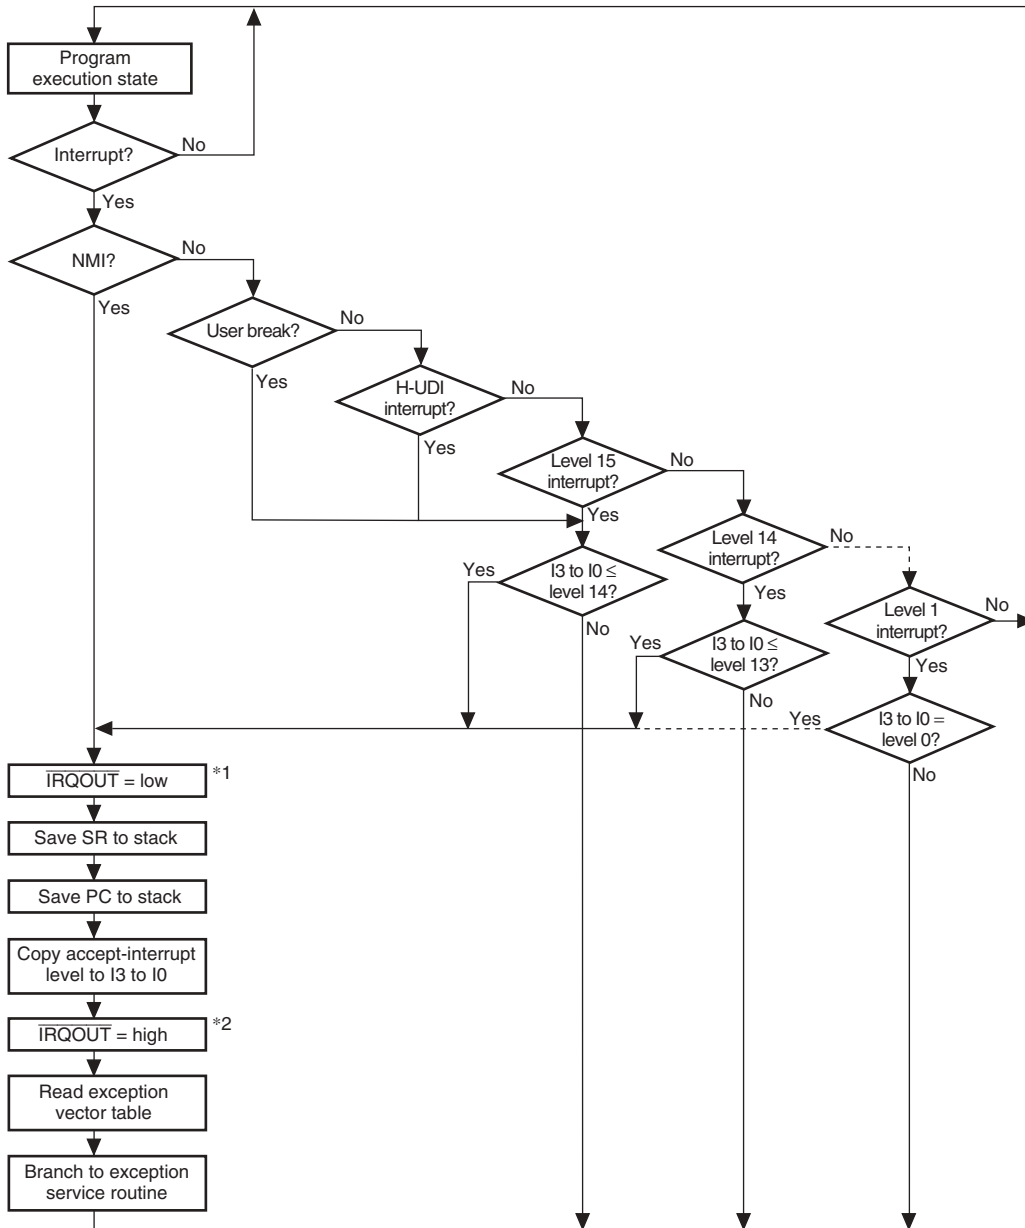 Program
execution state
Interrupt?
No
Yes
NMI?
No
Yes
User break?
No
Yes
H-UDI
interrupt?
No
Yes
Level 15
interrupt?
No
Yes
Level 14
interrupt?
No
Yes
I3 to I0 ≤
level 14?
Yes
No
Level 1
interrupt?
No
Yes
I3 to I0 ≤
level 13?
Yes
No
I3 to I0 =
level 0?
Yes
No
IRQOUT = low
*1
Save SR to stack
Save PC to stack
Copy accept-interrupt
level to I3 to I0
IRQOUT = high
*2
Read exception
vector table
Branch to exception
service routine